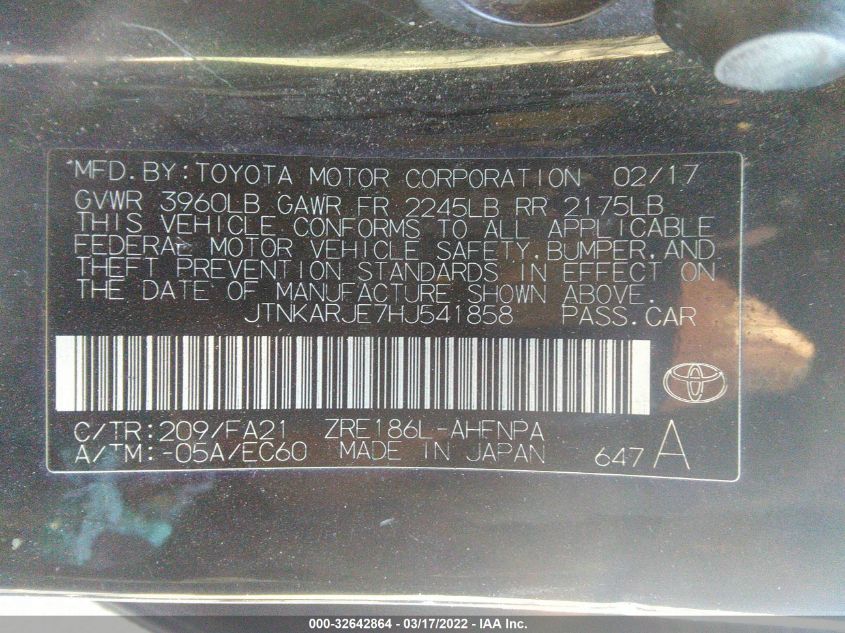 MFD.BY:TOYOTA MOTOR CORPORATION 02/17
GVWR 3960LB GAWR FR 2245LB RR 2175LB
THIS VEHICLE CONFORMS TO ALL APPLICABLE
FEDERAL MOTOR VEHICLE SAFETY,BUMPER,AND
THEFT PREVENTION STANDARDS IN EFFECT ON
THE DATE OF MANUFACTURE SHOWN ABOVE.
JTNKARJE7HJ541858 PASS.CAR
C/TR:209/FA21 ZRE186L-AHFNPA
A/TM:-05A/EC60 MADE IN JAPAN 647 A
000-32642864 - 03/17/2022 - IAA, Inc.